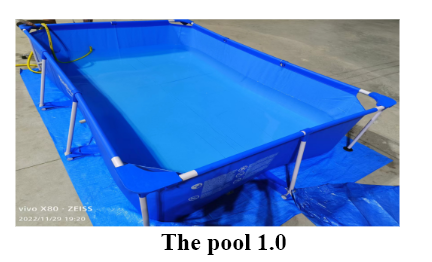 vivo X80 · ZEISS
2022/11/29 19:20
The pool 1.0